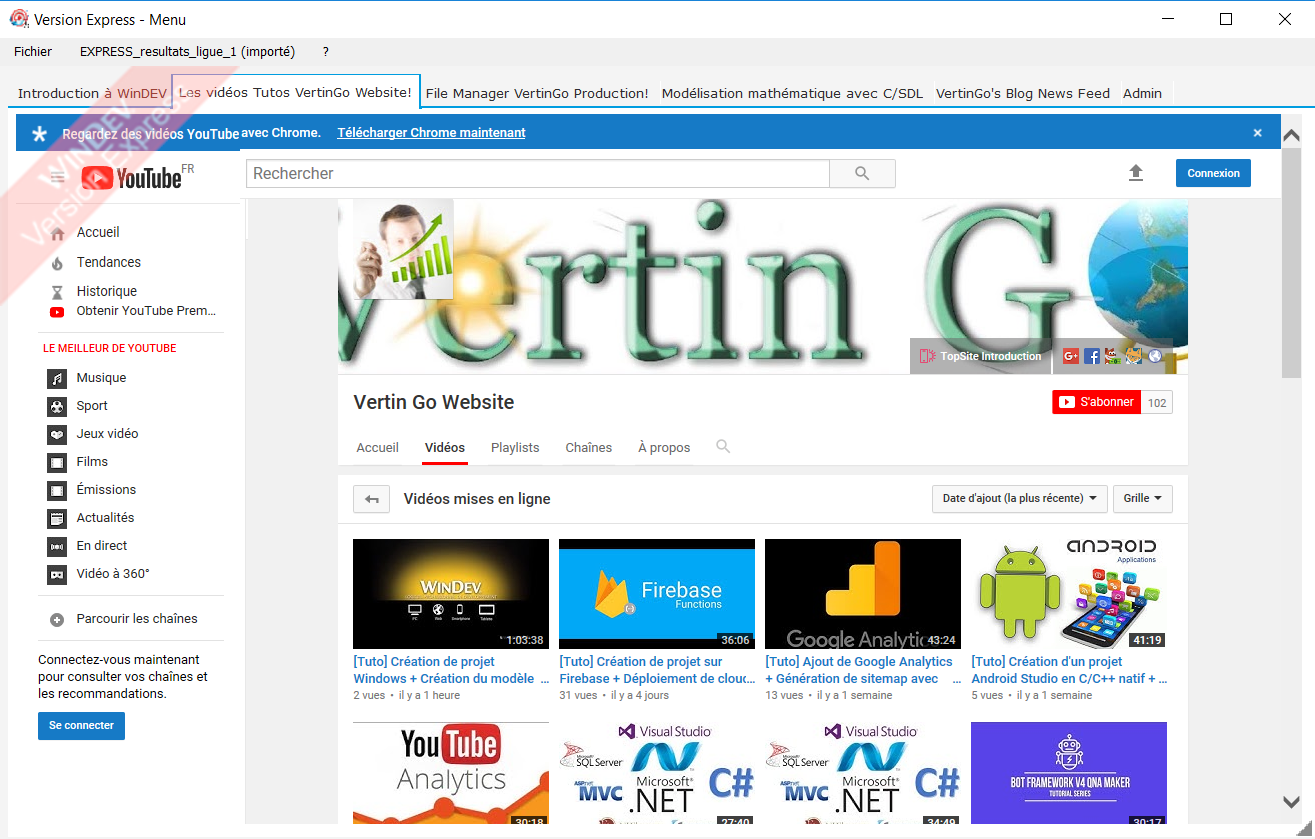 Version Express - Menu
Fichier EXPRESS_resultats_ligue_1 (importé) ?
Introduction à WinDEV Les vidéos Tutos VertinGo Website! File Manager VertinGo Production! Modélisation mathématique avec C/SDL VertinGo's Blog News Feed Admin
WINDEV
Version Express
Regardez des vidéos YouTube avec Chrome. Télécharger Chrome maintenant
YouTube FR Rechercher Connexion
Accueil
Tendances
Historique
Obtenir YouTube Prem...
LE MEILLEUR DE YOUTUBE
Musique
Sport
Jeux vidéo
Films
Émissions
Actualités
En direct
Vidéo à 360°
Parcourir les chaînes
Connectez-vous maintenant
pour consulter vos chaînes et
les recommandations.
Se connecter
Vertin G
TopSite Introduction
Vertin Go Website
S'abonner 102
Accueil Vidéos Playlists Chaînes À propos
Vidéos mises en ligne Date d'ajout (la plus récente) Grille
WINDEV
PC Web Smartphone Tablette
1:03:38
[Tuto] Création de projet
Windows + Création du modèle ...
2 vues • il y a 1 heure
Firebase
Functions
36:06
[Tuto] Création de projet sur
Firebase + Déploiement de clou...
31 vues • il y a 4 jours
Google Analytic
43:24
[Tuto] Ajout de Google Analytics
+ Génération de sitemap avec ...
13 vues • il y a 1 semaine
ANDROID
Applications
41:19
[Tuto] Création d'un projet
Android Studio en C/C++ natif + ...
5 vues • il y a 1 semaine
YouTube
Analytics
30:18
Visual Studio
Microsoft
SQL Server
ASP.net
MVC
Microsoft
.NET
C#
27:40
Visual Studio
Microsoft
SQL Server
ASP.net
MVC
Microsoft
.NET
C#
34:49
BOT FRAMEWORK V4 QNA MAKER
TUTORIAL SERIES
30:17